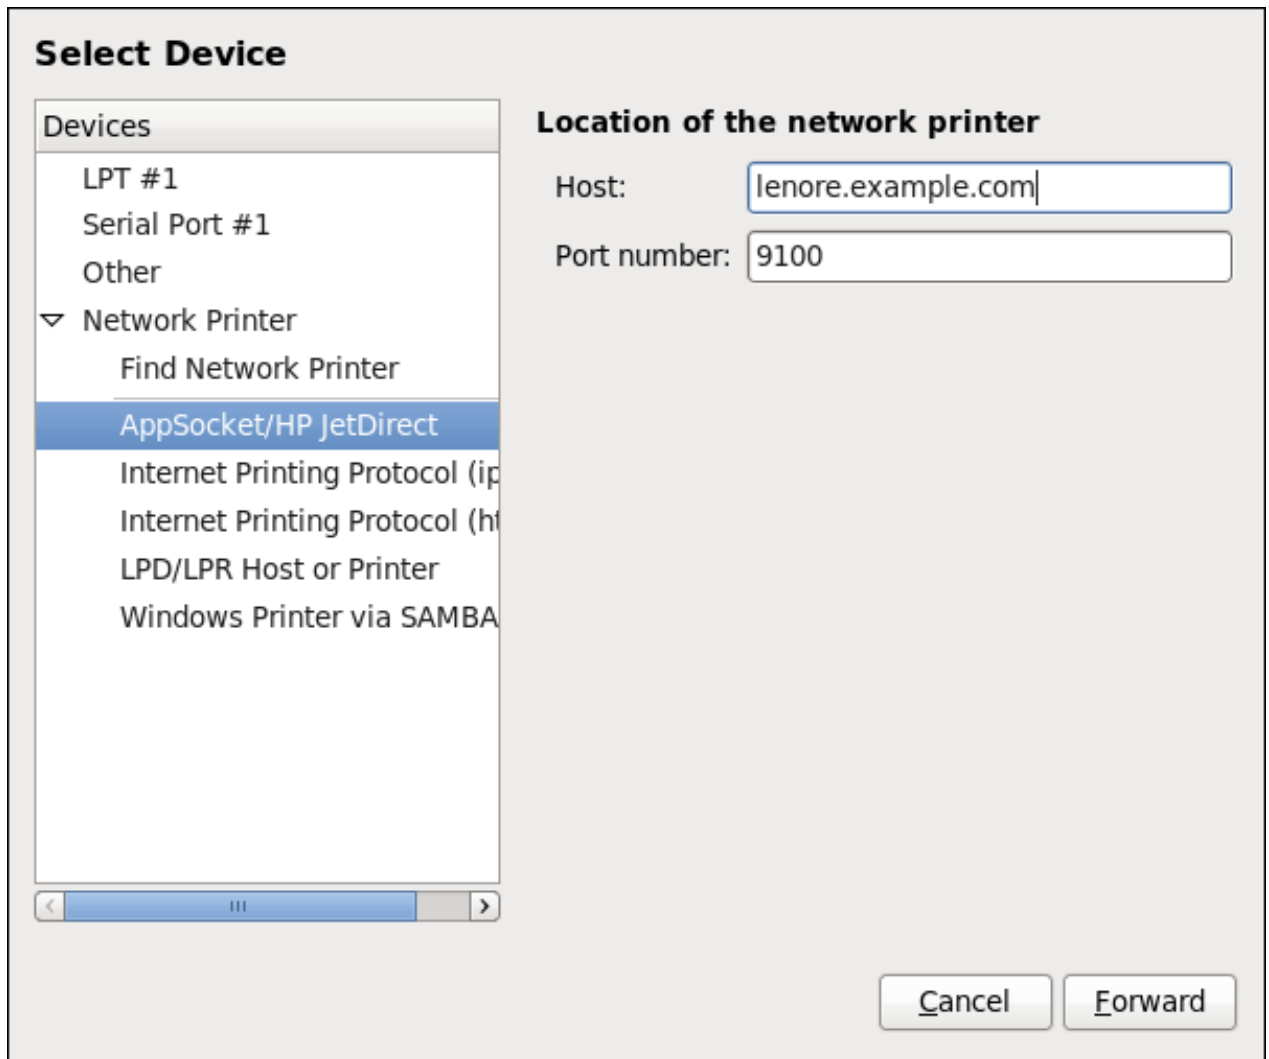 Select Device
Devices
LPT #1
Serial Port #1
Other
Network Printer
Find Network Printer
AppSocket/HP JetDirect
Internet Printing Protocol (ip
Internet Printing Protocol (ht
LPD/LPR Host or Printer
Windows Printer via SAMBA
Location of the network printer
Host: lenore.example.com
Port number: 9100
Cancel Forward